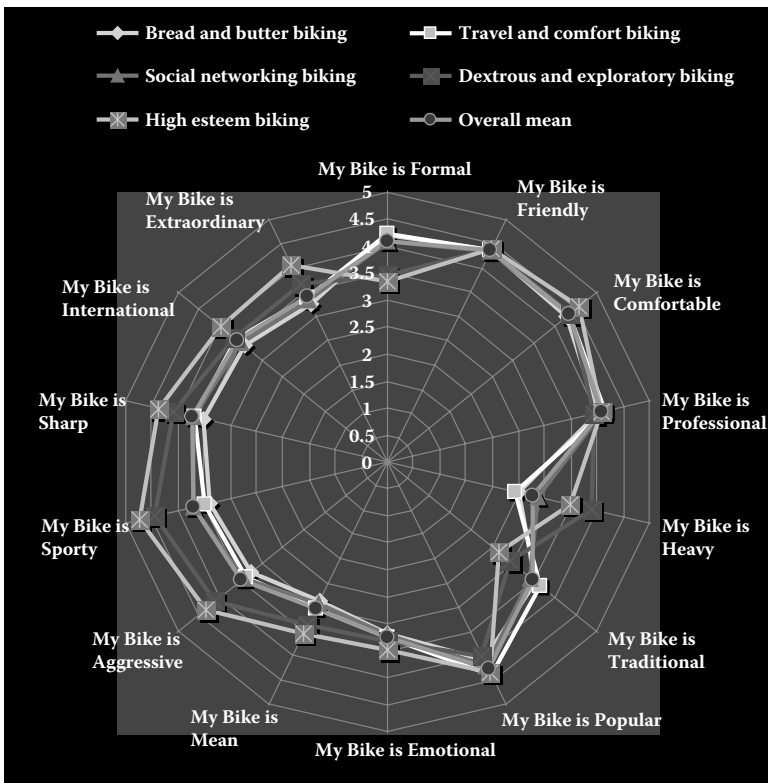 Bread and butter biking
Travel and comfort biking
Social networking biking
Dextrous and exploratory biking
High esteem biking
Overall mean
My Bike is Formal
My Bike is
Friendly
My Bike is
Comfortable
My Bike is
Professional
My Bike is
Heavy
My Bike is
Traditional
My Bike is Popular
My Bike is Emotional
My Bike is
Mean
My Bike is
Aggressive
My Bike is
Sporty
My Bike is
Sharp
My Bike is
International
My Bike is
Extraordinary
5
4.5
4
3.5
3
2.5
2
1.5
1
0.5
0